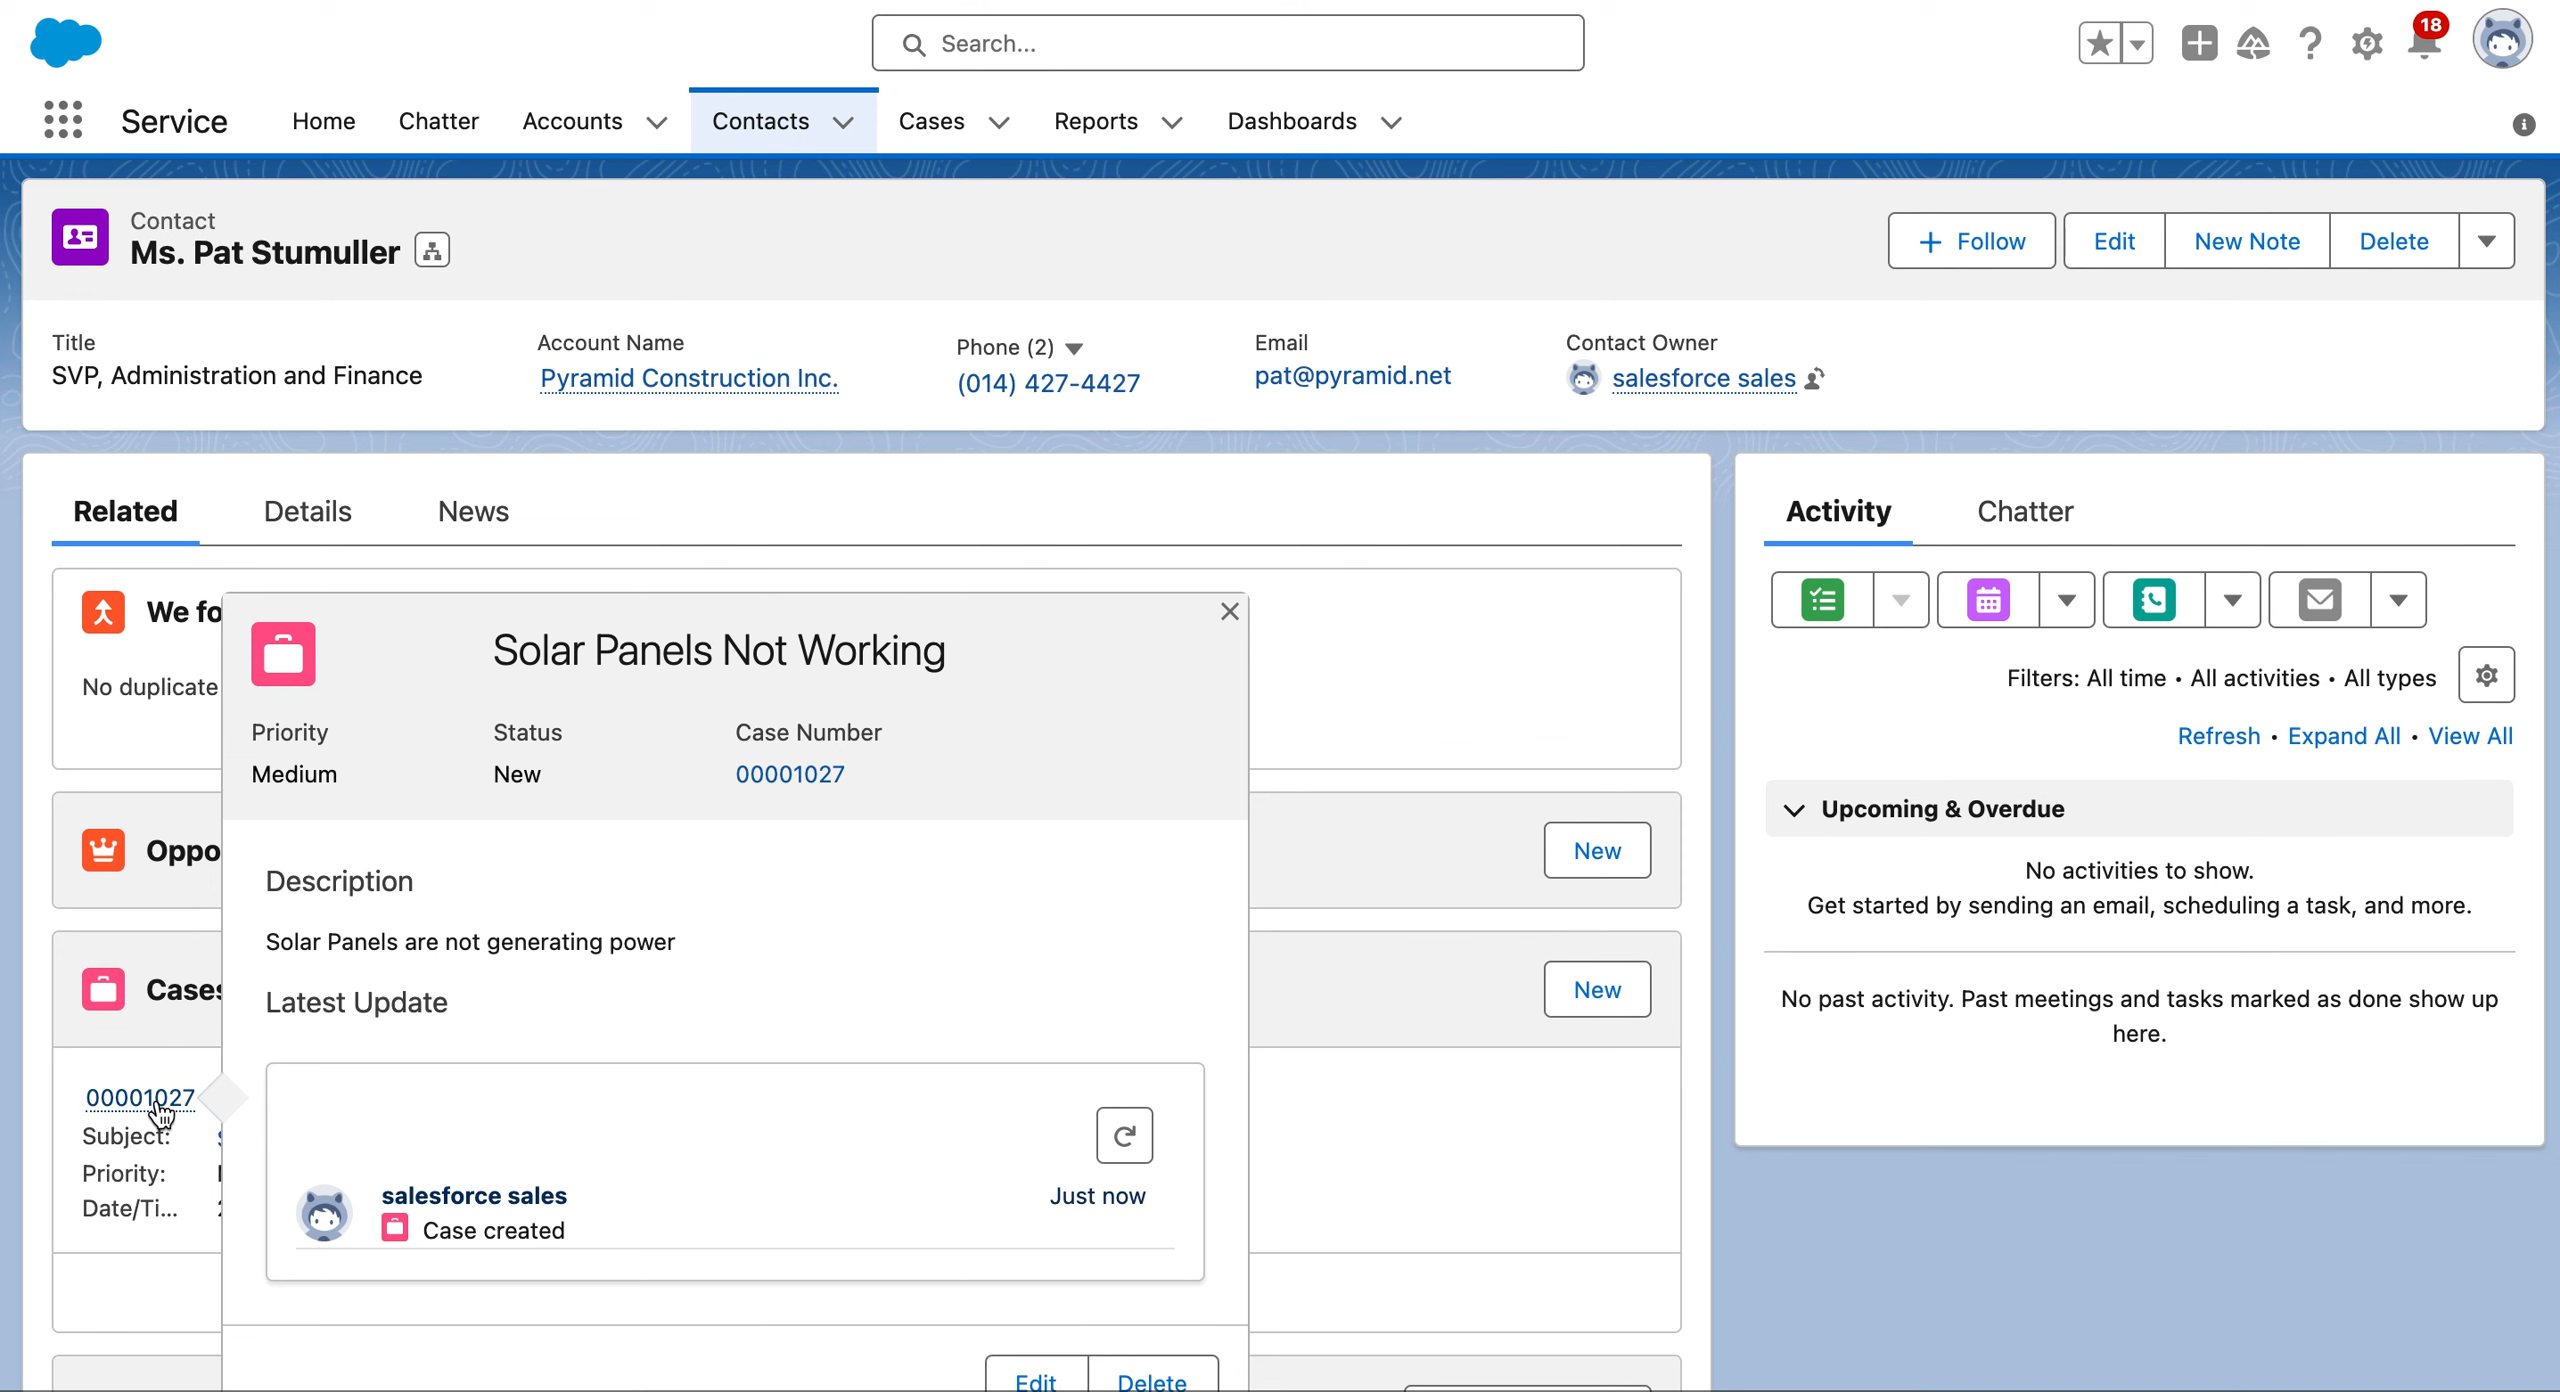 Search...
18
Service
Home
Chatter
Accounts
Contacts
Cases
Reports
Dashboards
Contact
Ms. Pat Stumuller
Follow
Edit
New Note
Delete
Title
SVP, Administration and Finance
Account Name
Pyramid Construction Inc.
Phone (2)
(014) 427-4427
Email
pat@pyramid.net
Contact Owner
salesforce sales
Related
Details
News
We fo
No duplicate
Oppo
New
Cases
New
00001027
Subject:
Priority:
Date/Ti...
Solar Panels Not Working
Priority
Medium
Status
New
Case Number
00001027
Description
Solar Panels are not generating power
Latest Update
salesforce sales
Just now
Case created
Edit
Delete
Activity
Chatter
Filters: All time • All activities • All types
Refresh • Expand All • View All
Upcoming & Overdue
No activities to show.
Get started by sending an email, scheduling a task, and more.
No past activity. Past meetings and tasks marked as done show up
here.